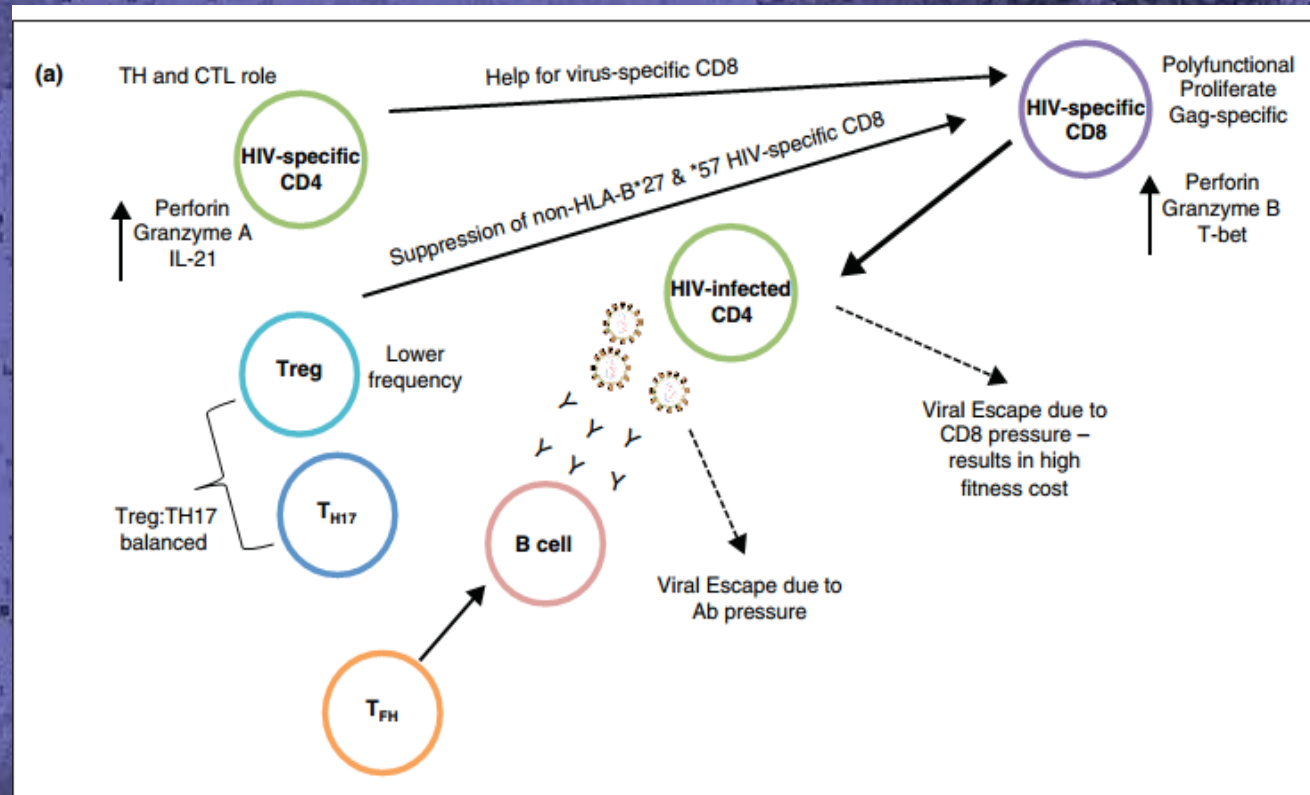 (a)
TH and CTL role
Help for virus-specific CD8
HIV-specific
CD4
Perforin
Granzyme A
IL-21
Suppression of non-HLA-B*27 & *57 HIV-specific CD8
HIV-specific
CD8
Polyfunctional
Proliferate
Gag-specific
Perforin
Granzyme B
T-bet
HIV-infected
CD4
Treg
Lower
frequency
Treg:TH17
balanced
TH17
B cell
Y
Y
Y
Y
Y
Y
Viral Escape due to
CD8 pressure –
results in high
fitness cost
Viral Escape due to
Ab pressure
TFH